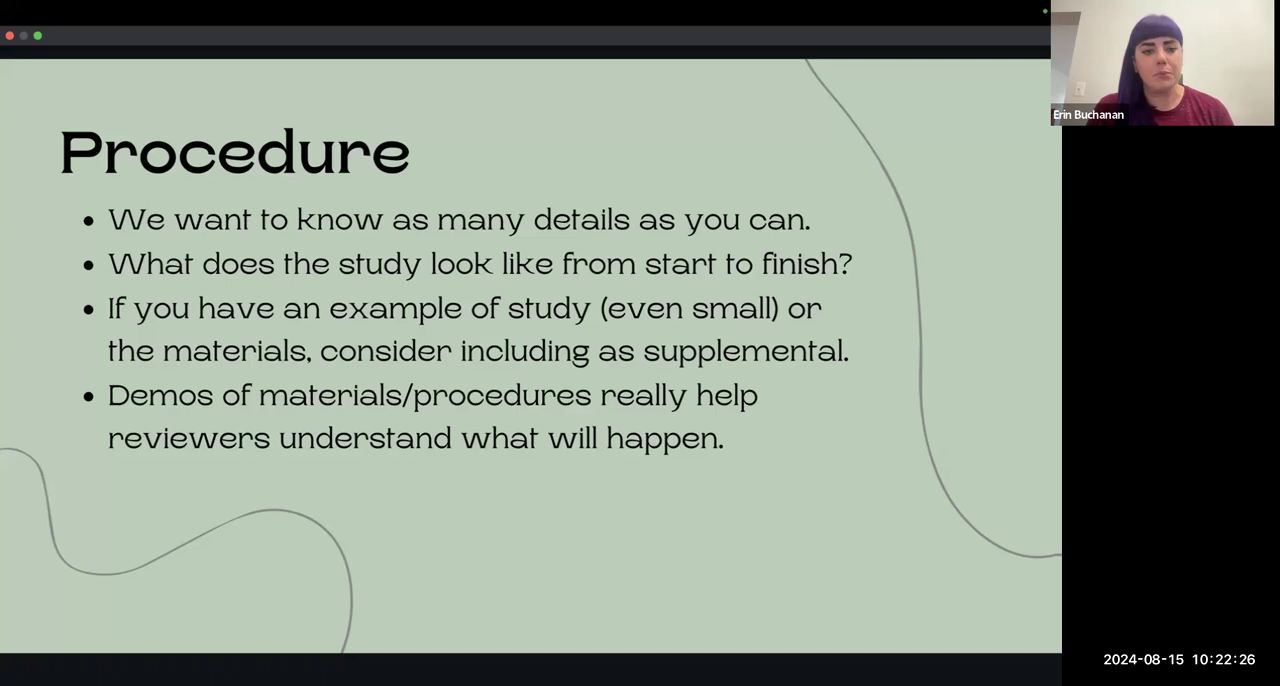 Procedure
• We want to know as many details as you can.
• What does the study look like from start to finish?
• If you have an example of study (even small) or
the materials, consider including as supplemental.
• Demos of materials/procedures really help
reviewers understand what will happen.
Erin Buchanan
2024-08-15 10:22:26